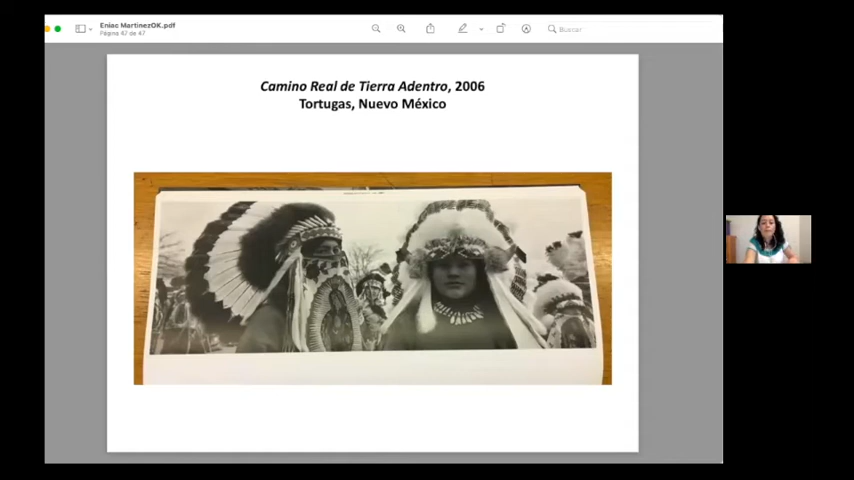 Eniac MartinezOK.pdf
Página 47 de 47
Buscar
Camino Real de Tierra Adentro, 2006
Tortugas, Nuevo México